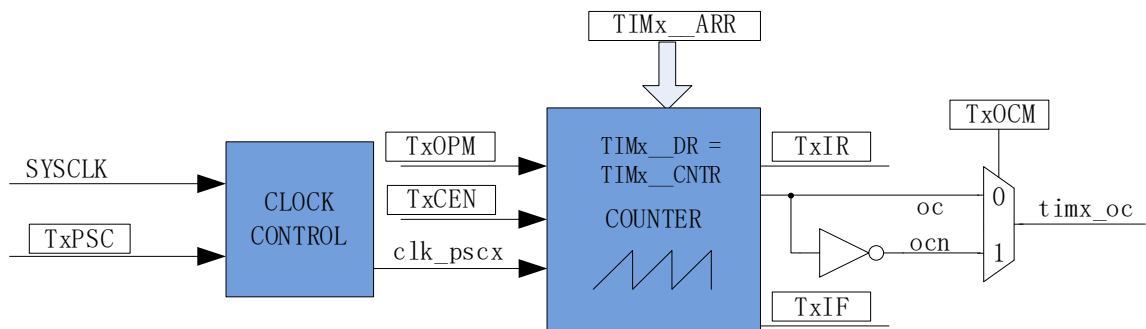 TIMx__ARR
TxOCM
TxOPM
TIMx__DR =
TIMx__CNTR
TxIR
SYSCLK
CLOCK
CONTROL
TxCEN
COUNTER
oc
0
timx_oc
TxPSC
clk_pscx
ocn
1
TxIF